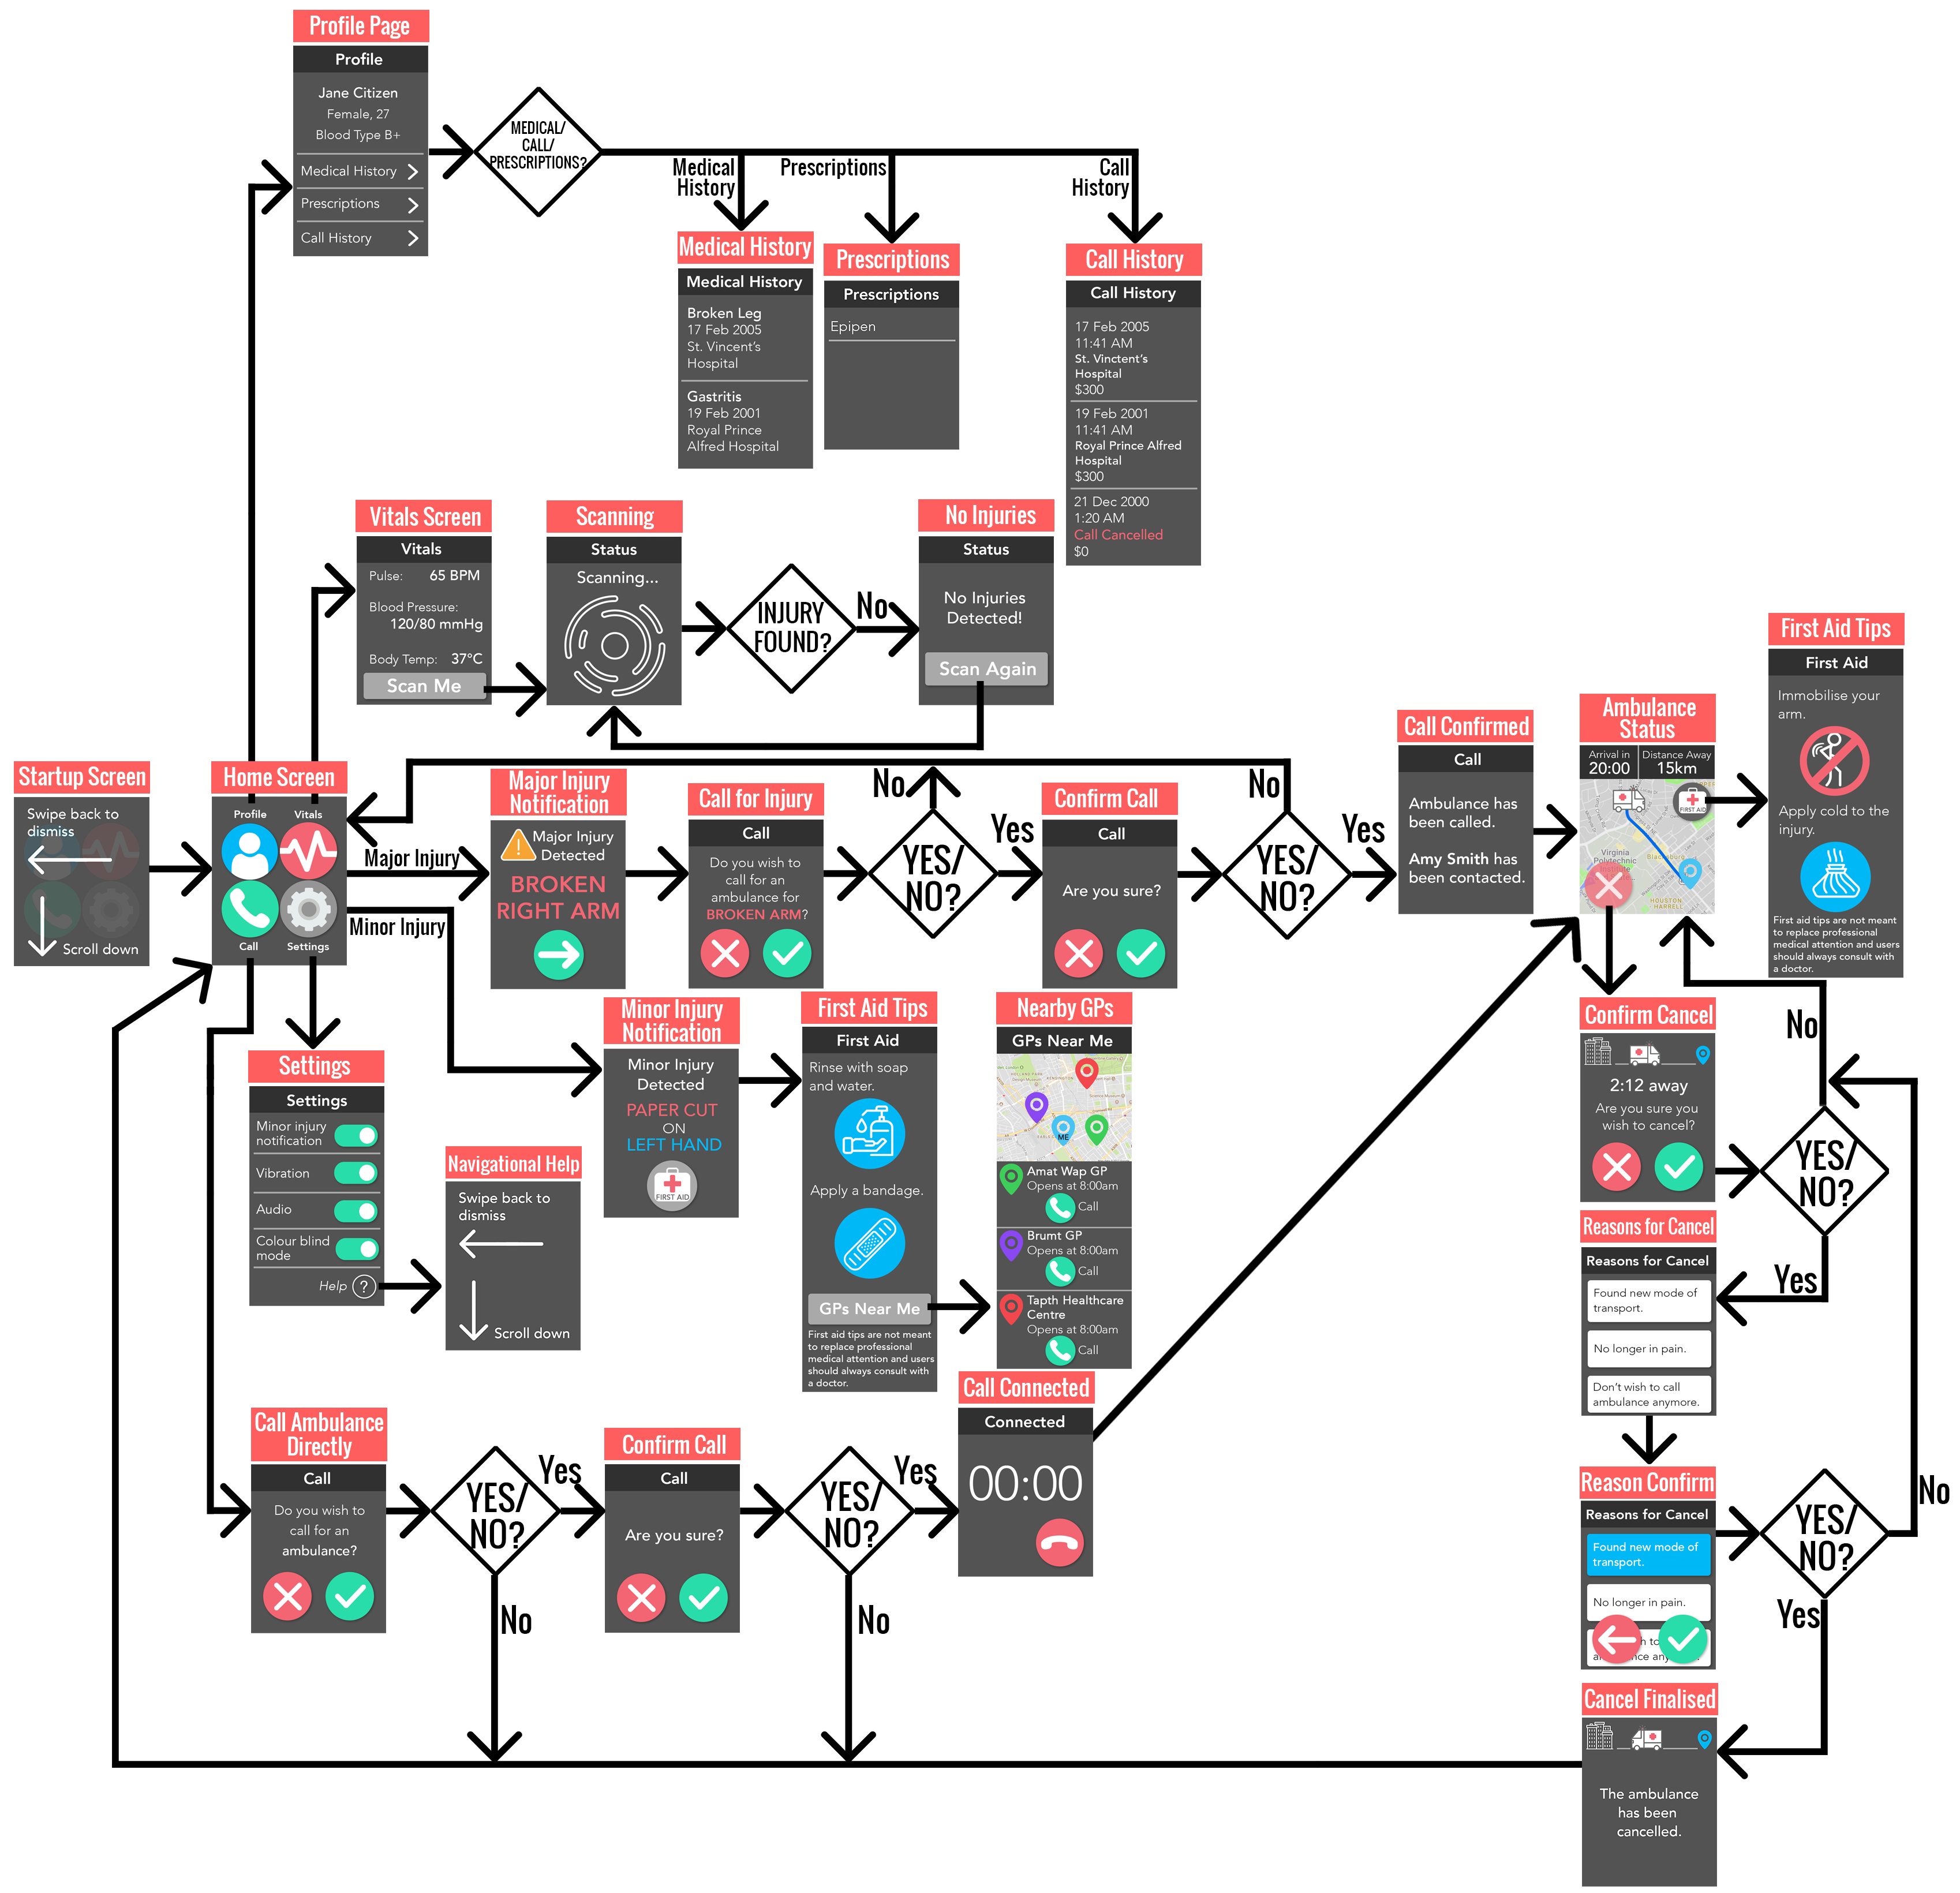 Profile Page
Profile
Jane Citizen
Female, 27
Blood Type B+
Medical History
Prescriptions
Call History
MEDICAL/
CALL/
PRESCRIPTIONS?
Medical
History
Prescriptions
Call
History
Medical History
Medical History
Broken Leg
17 Feb 2005
St. Vincent's
Hospital
Gastritis
19 Feb 2001
Royal Prince
Alfred Hospital
Prescriptions
Prescriptions
Epipen
Call History
Call History
17 Feb 2005
11:41 AM
St. Vinctent's
Hospital
$300
19 Feb 2001
11:41 AM
Royal Prince Alfred
Hospital
$300
21 Dec 2000
1:20 AM
Call Cancelled
$0
Vitals Screen
Vitals
Pulse: 65 BPM
Blood Pressure:
120/80 mmHg
Body Temp: 37°C
Scan Me
Scanning
Status
Scanning...
INJURY
FOUND?
No
No Injuries
Status
No Injuries
Detected!
Scan Again
Startup Screen
Swipe back to
dismiss
Scroll down
Home Screen
Profile
Vitals
Call
Settings
Major Injury
Minor Injury
Major Injury
Notification
Major Injury
Detected
BROKEN
RIGHT ARM
Call for Injury
Call
Do you wish to
call for an
ambulance for
BROKEN ARM?
YES/
NO?
No
Yes
Confirm Call
Call
Are you sure?
YES/
NO?
No
Yes
Call Confirmed
Call
Ambulance has
been called.
Amy Smith has
been contacted.
Ambulance
Status
Arrival in
20:00
Distance Away
15km
FIRST AID
Virginia
Polytechnic
HOUSTON
HARRELL
First Aid Tips
First Aid
Immobilise your
arm.
Apply cold to the
injury.
First aid tips are not meant
to replace professional
medical attention and users
should always consult with
a doctor.
Minor Injury
Notification
Minor Injury
Detected
PAPER CUT
ON
LEFT HAND
FIRST AID
First Aid Tips
First Aid
Rinse with soap
and water.
Apply a bandage.
GPs Near Me
First aid tips are not meant
to replace professional
medical attention and users
should always consult with
a doctor.
Nearby GPs
GPs Near Me
ME
Amat Wap GP
Opens at 8:00am
Call
Brumt GP
Opens at 8:00am
Call
Tapth Healthcare
Centre
Opens at 8:00am
Call
Settings
Settings
Minor injury
notification
Vibration
Audio
Colour blind
mode
Help ?
Navigational Help
Swipe back to
dismiss
Scroll down
Confirm Cancel
2:12 away
Are you sure you
wish to cancel?
YES/
NO?
No
Yes
Reasons for Cancel
Reasons for Cancel
Found new mode of
transport.
No longer in pain.
Don't wish to call
ambulance anymore.
Reason Confirm
Reasons for Cancel
Found new mode of
transport.
No longer in pain.
YES/
NO?
No
Yes
Cancel Finalised
The ambulance
has been
cancelled.
Call Ambulance
Directly
Call
Do you wish to
call for an
ambulance?
YES/
NO?
Yes
No
Confirm Call
Call
Are you sure?
YES/
NO?
Yes
No
Call Connected
Connected
00:00